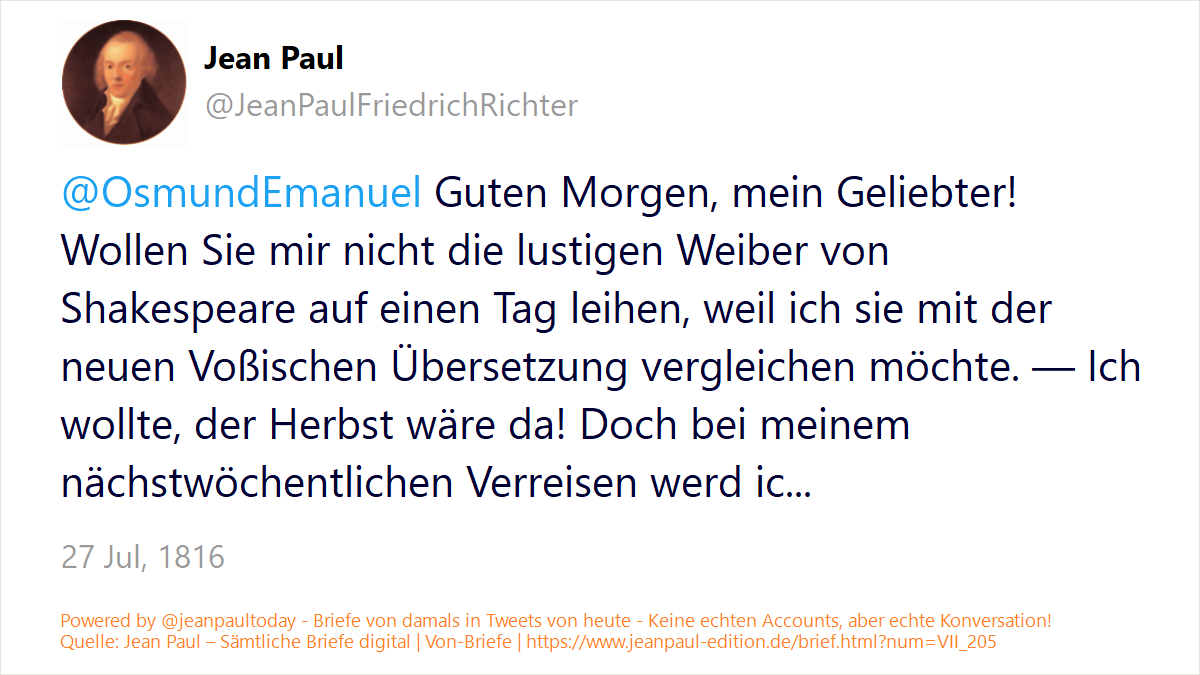 Jean Paul
@JeanPaulFriedrichRichter
@OsmundEmanuel Guten Morgen, mein Geliebter!
Wollen Sie mir nicht die lustigen Weiber von
Shakespeare auf einen Tag leihen, weil ich sie mit der
neuen Voßischen Übersetzung vergleichen möchte. — Ich
wollte, der Herbst wäre da! Doch bei meinem
nächstwöchentlichen Verreisen werd ic...
27 Jul, 1816
Powered by @jeanpaultoday - Briefe von damals in Tweets von heute - Keine echten Accounts, aber echte Konversation!
Quelle: Jean Paul – Sämtliche Briefe digital | Von-Briefe | https://www.jeanpaul-edition.de/brief.html?num=VII_205